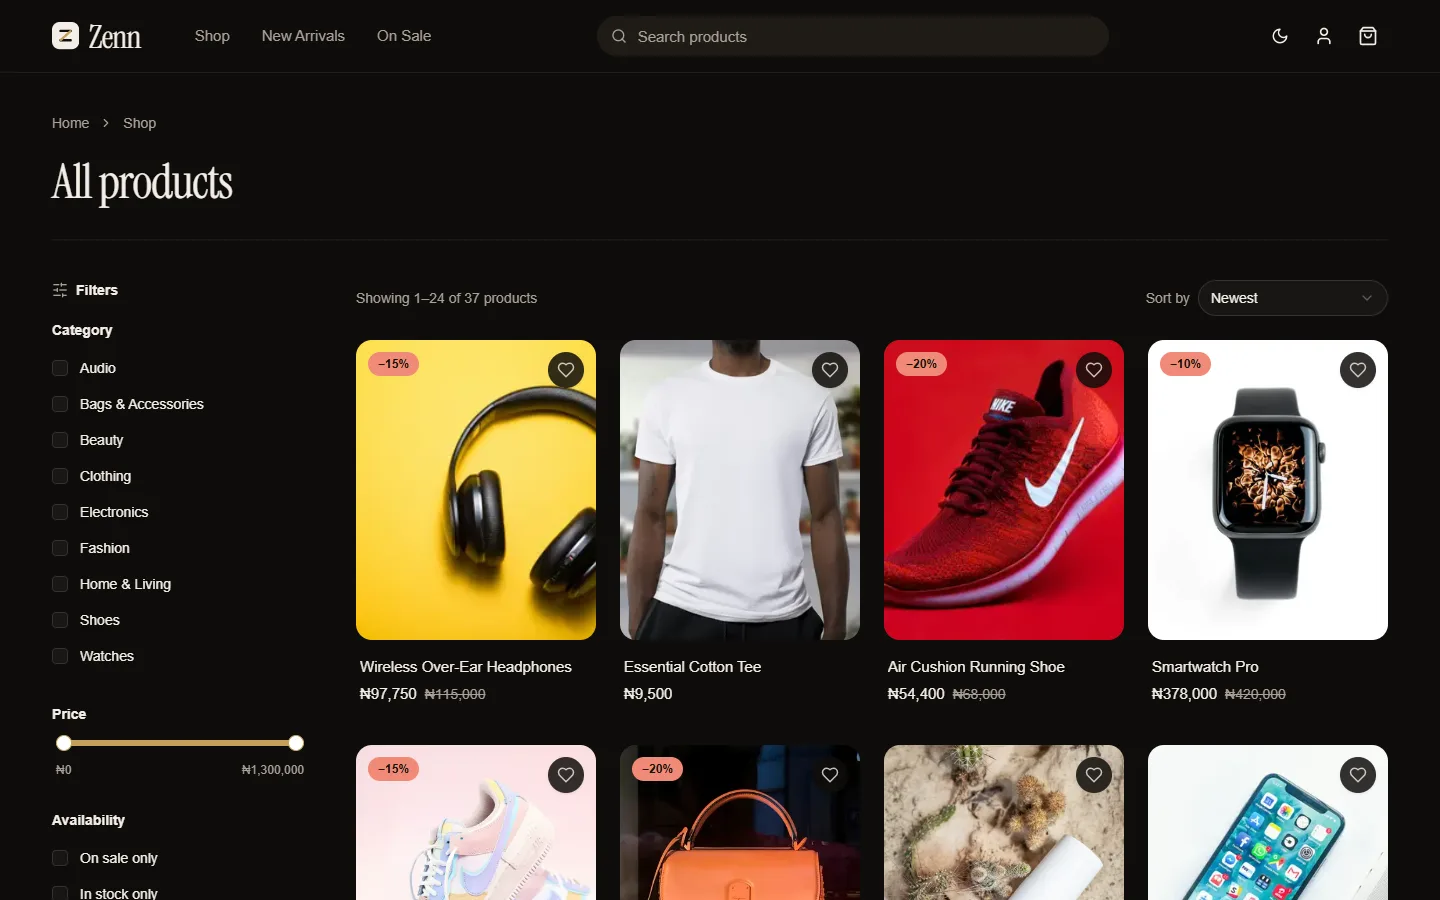 Z Zenn
Shop
New Arrivals
On Sale
Search products
Home > Shop
All products
Filters
Showing 1–24 of 37 products
Sort by
Newest
Category
Audio
Bags & Accessories
Beauty
Clothing
Electronics
Fashion
Home & Living
Shoes
Watches
Price
₦0
₦1,300,000
Availability
On sale only
In stock only
–15%
–20%
NIKE
–10%
Wireless Over-Ear Headphones
₦97,750 ₦115,000
Essential Cotton Tee
₦9,500
Air Cushion Running Shoe
₦54,400 ₦68,000
Smartwatch Pro
₦378,000 ₦420,000
–15%
–20%